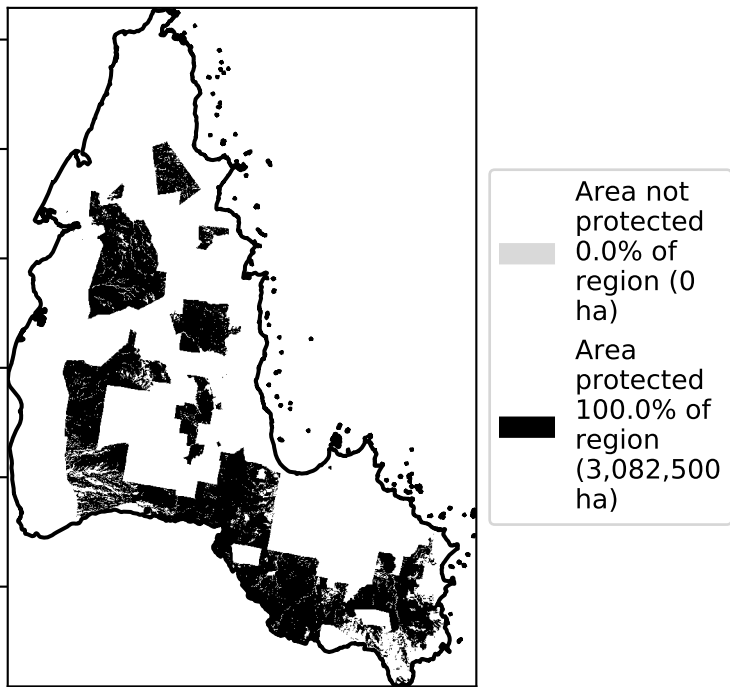 Area not
protected
0.0% of
region (0
ha)
Area
protected
100.0% of
region
(3,082,500
ha)